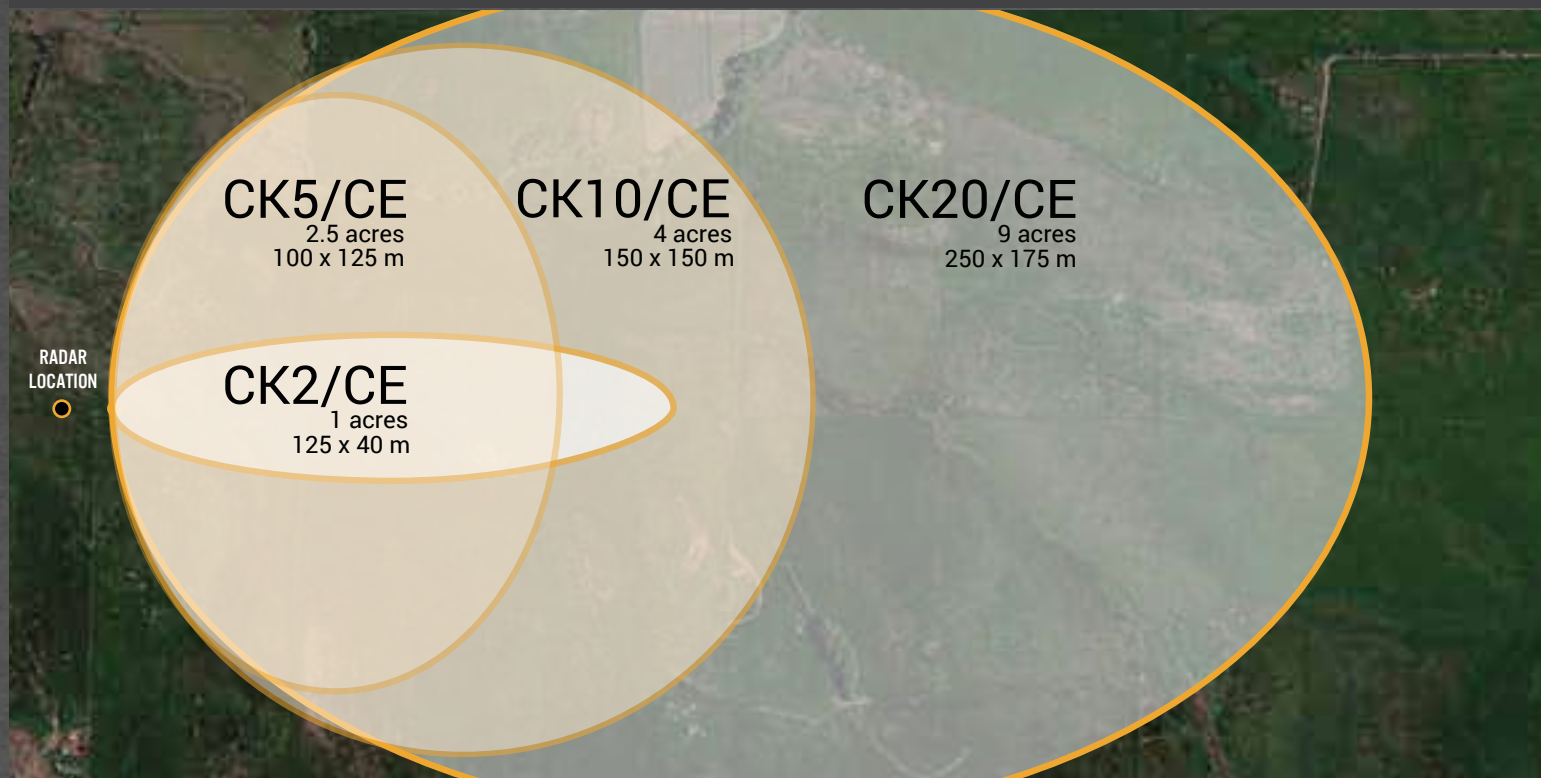 CK5/CE
2.5 acres
100 x 125 m
CK10/CE
4 acres
150 x 150 m
CK20/CE
9 acres
250 x 175 m
RADAR
LOCATION
CK2/CE
1 acres
125 x 40 m